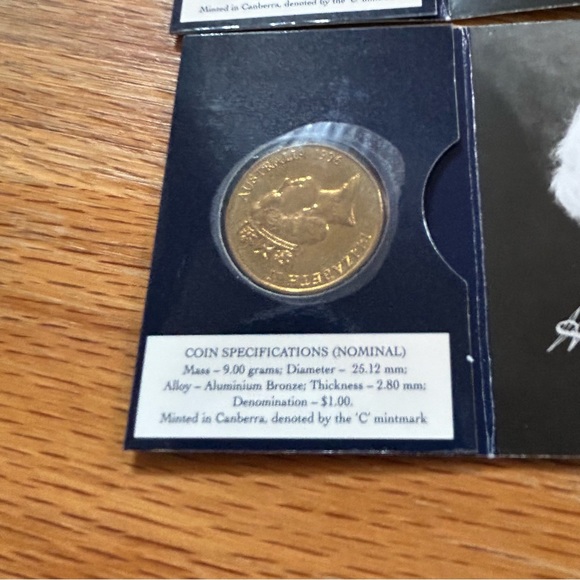 Minted in Canberra, denoted by the 'C' mintmark
AUSTRALIA 1996
ELIZABETH II
COIN SPECIFICATIONS (NOMINAL)
Mass – 9.00 grams; Diameter – 25.12 mm;
Alloy – Aluminium Bronze; Thickness – 2.80 mm;
Denomination – $1.00.
Minted in Canberra, denoted by the 'C' mintmark